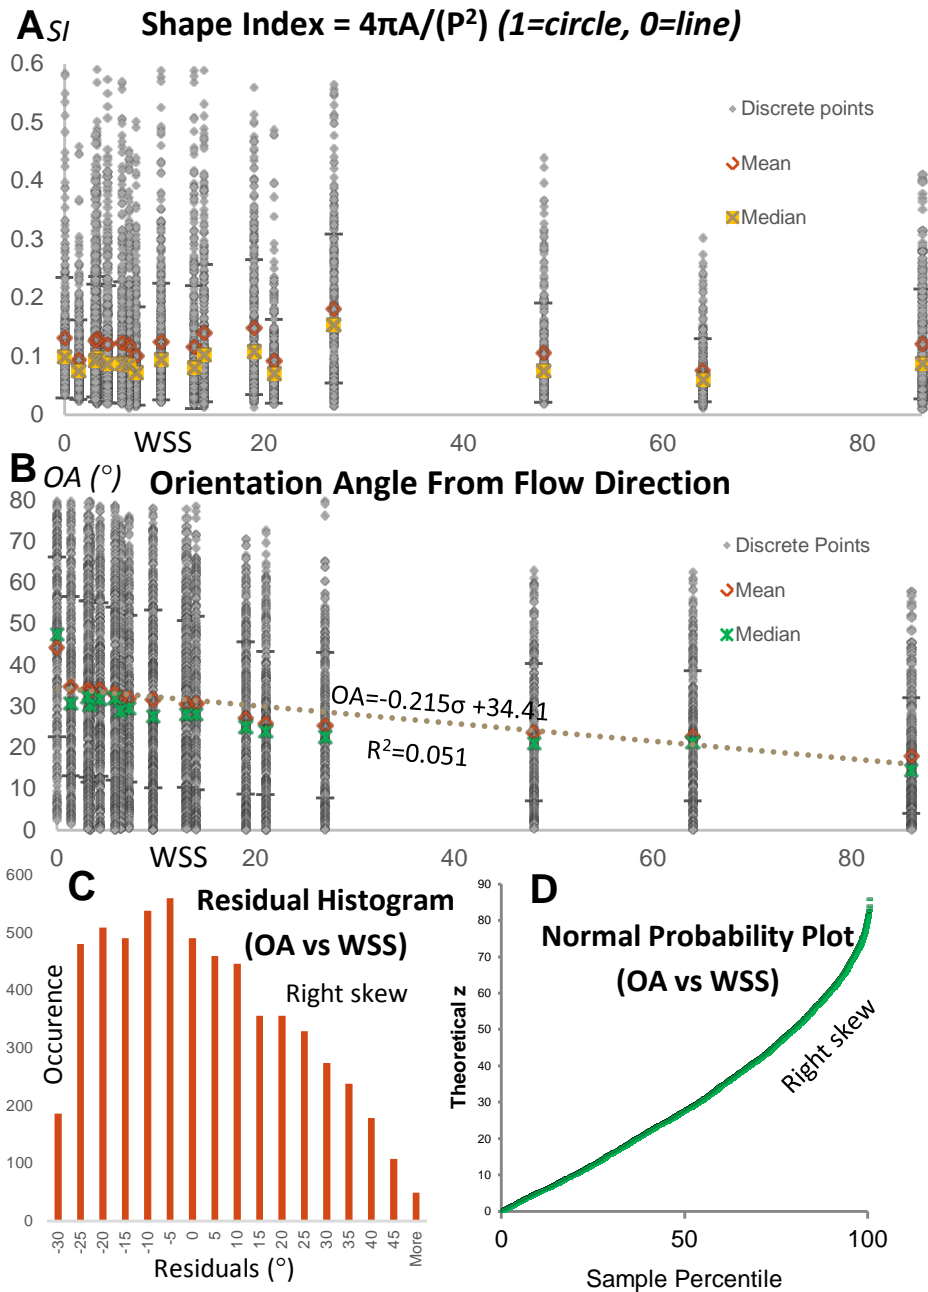 A SI Shape Index = 4πA/(P²) (1=circle, 0=line)
0.6
0.5
0.4
0.3
0.2
0.1
0
Discrete points
Mean
Median
0 20 40 60 80
WSS
B OA (°) Orientation Angle From Flow Direction
80
70
60
50
40
30
20
10
0
Discrete Points
Mean
Median
OA=-0.215σ +34.41
R²=0.051
0 20 40 60 80
WSS
C Residual Histogram
(OA vs WSS)
Right skew
Occurence
600
500
400
300
200
100
0
-30 -25 -20 -15 -10 -5 0 5 10 15 20 25 30 35 40 45 More
Residuals (°)
D
Normal Probability Plot
(OA vs WSS)
Right skew
Theoretical z
90
80
70
60
50
40
30
20
10
0
0 50 100
Sample Percentile